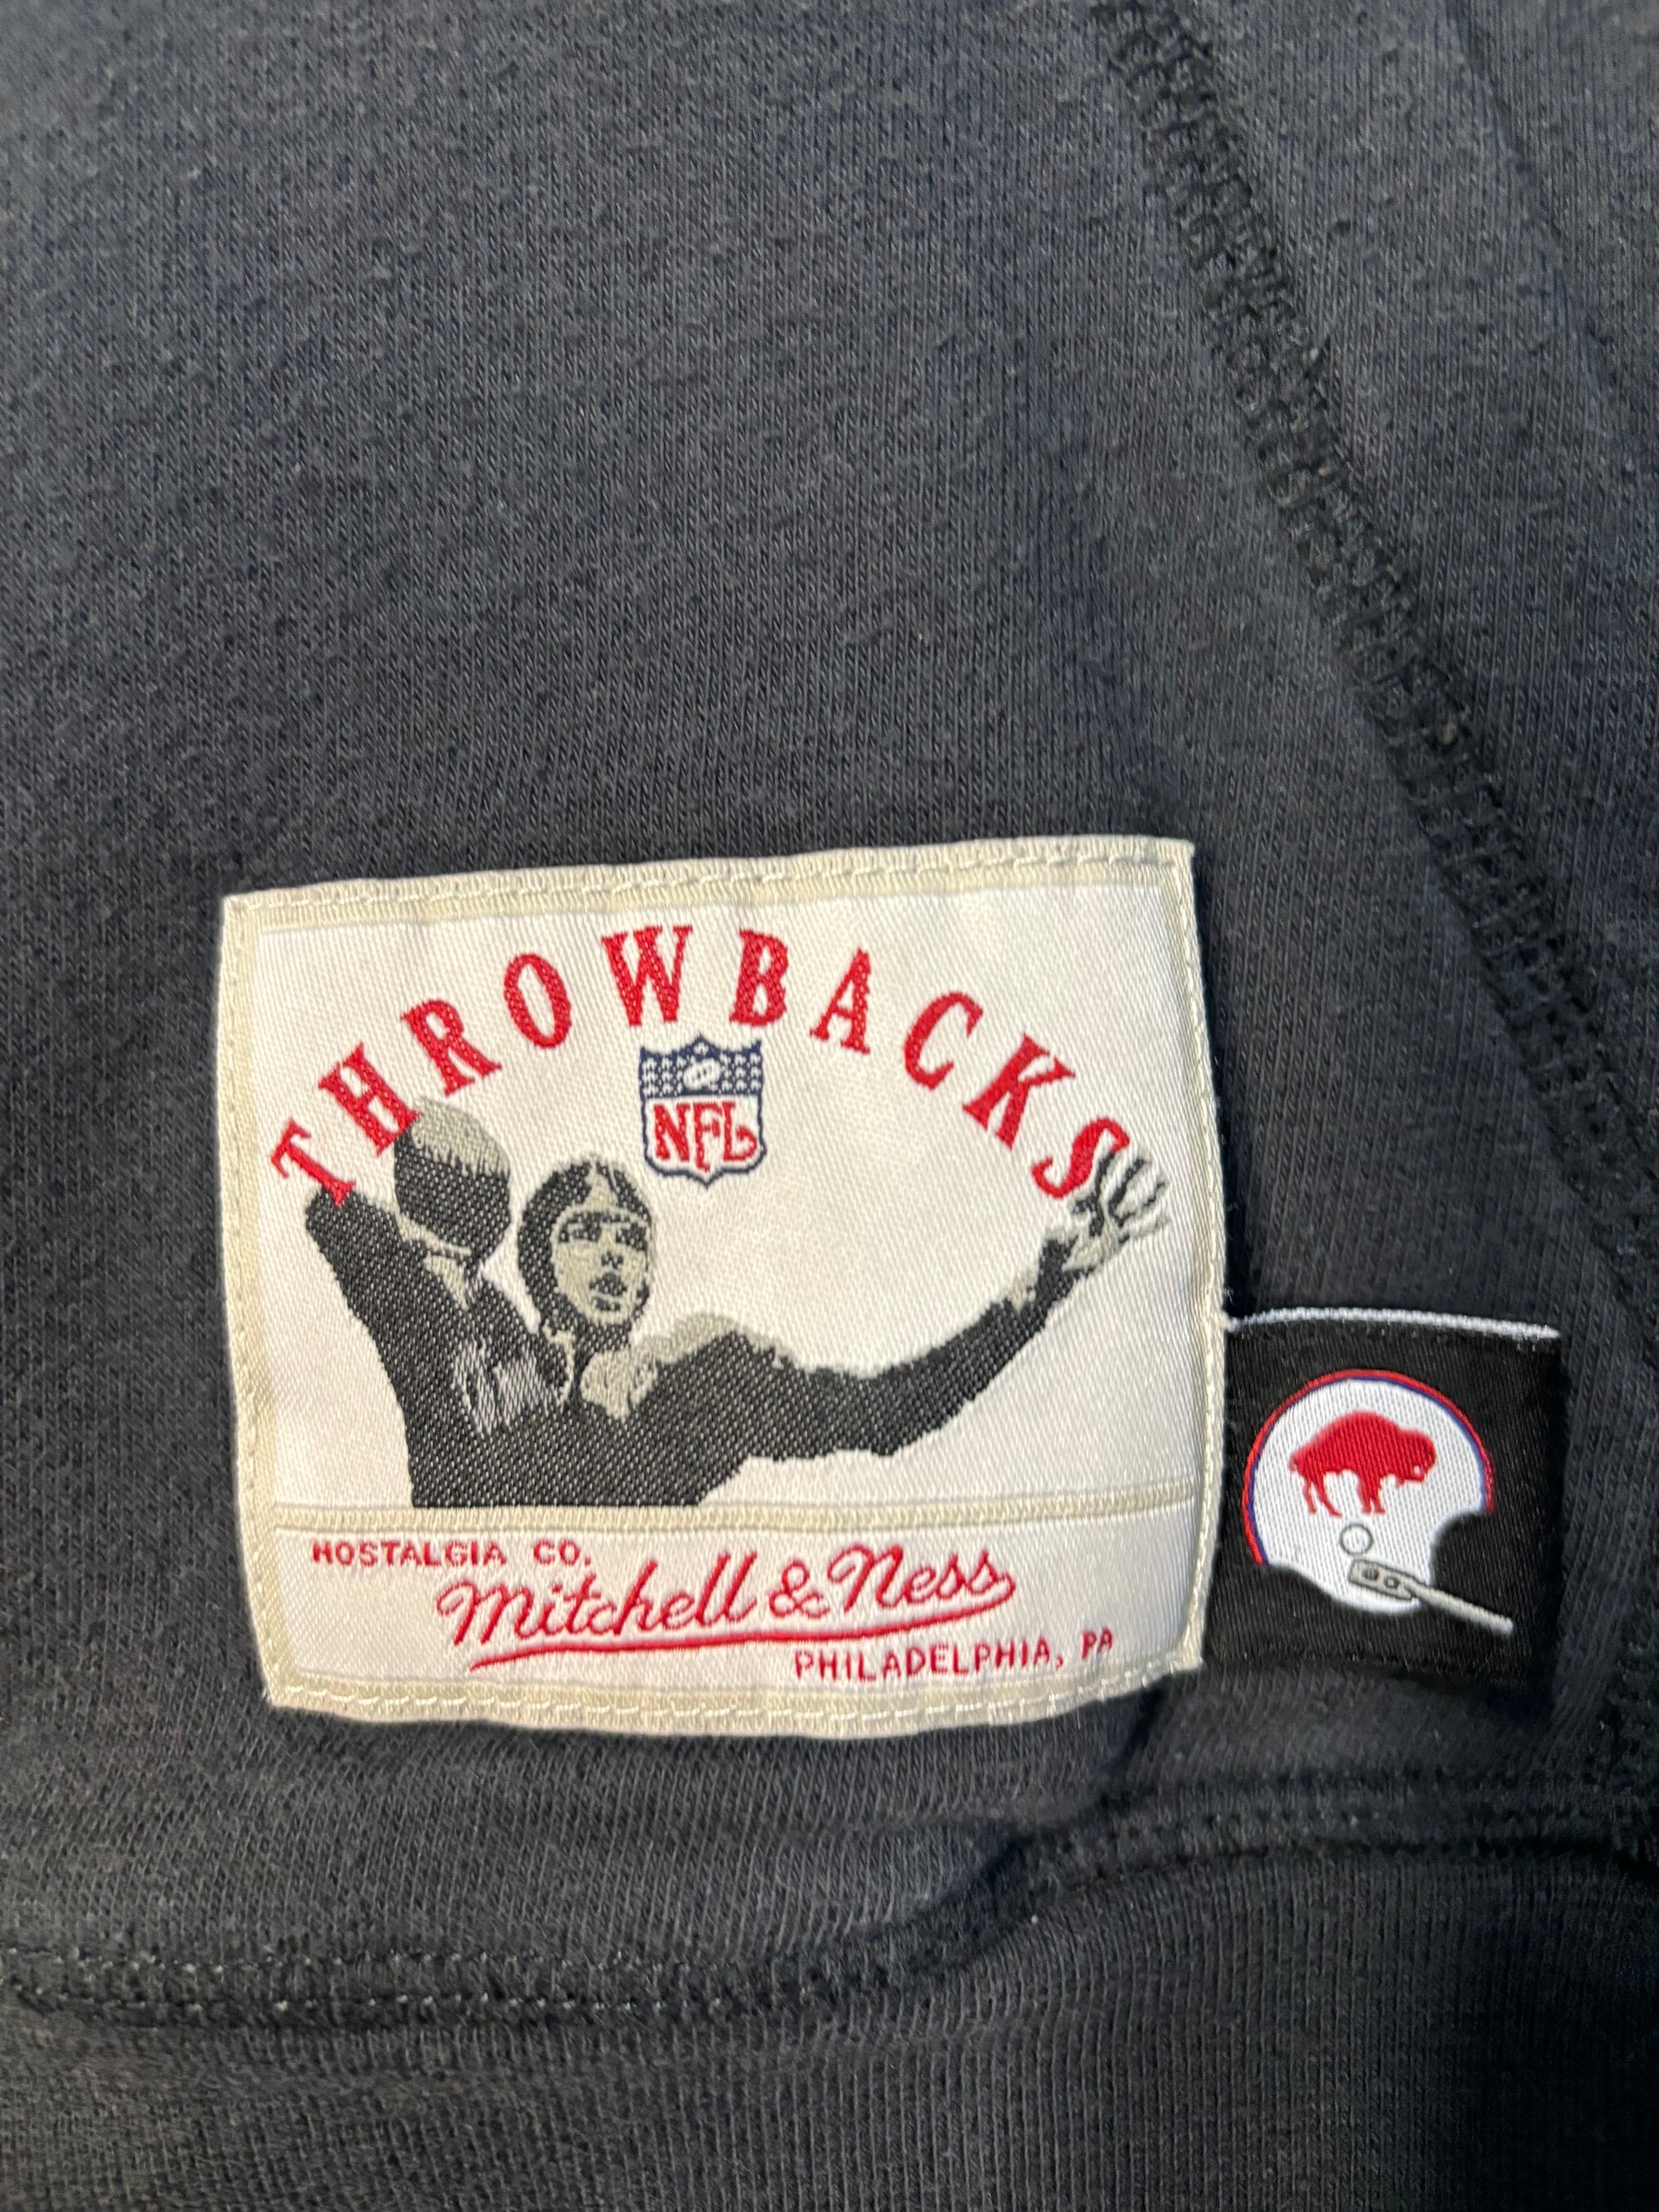 THROWBACKS
NFL
NOSTALGIA CO.
Mitchell & Ness
PHILADELPHIA, PA